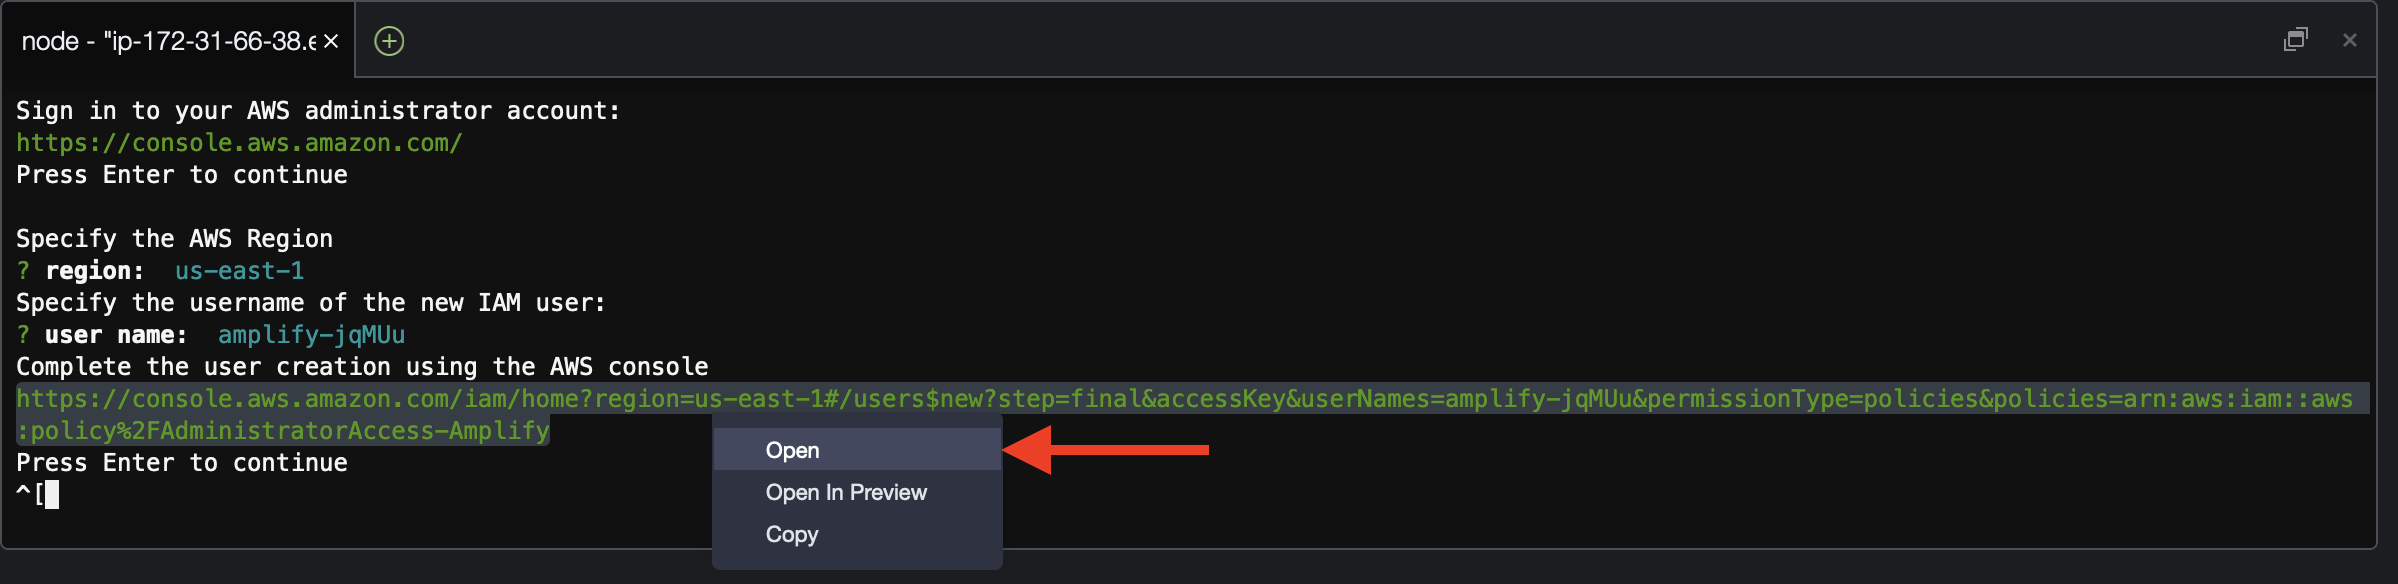 node - "ip-172-31-66-38.e
Sign in to your AWS administrator account:
https://console.aws.amazon.com/
Press Enter to continue
Specify the AWS Region
? region:  us-east-1
Specify the username of the new IAM user:
? user name:  amplify-jqMUu
Complete the user creation using the AWS console
https://console.aws.amazon.com/iam/home?region=us-east-1#/users$new?step=final&accessKey&userNames=amplify-jqMUu&permissionType=policies&policies=arn:aws:iam::aws
:policy%2FAdministratorAccess-Amplify
Press Enter to continue
^[
Open
Open In Preview
Copy